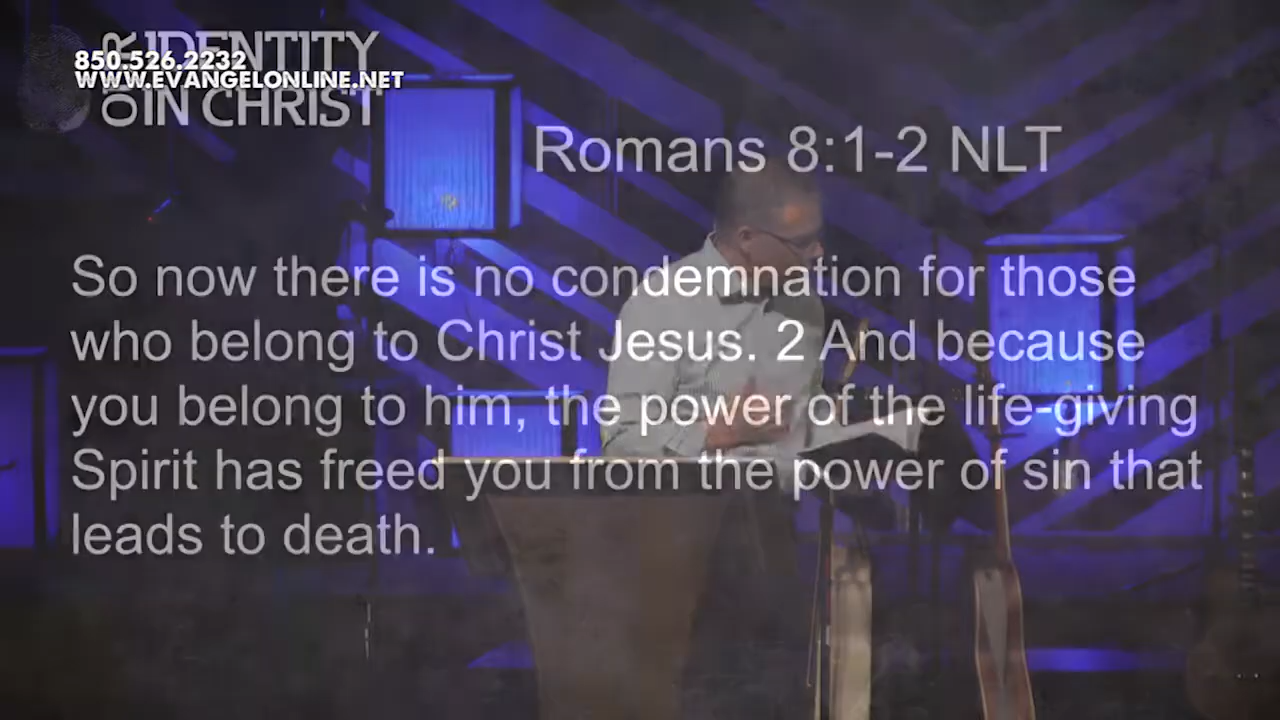 850.526.2232
WWW.EVANGELONLINE.NET
OUR IDENTITY
IN CHRIST
Romans 8:1-2 NLT
So now there is no condemnation for those
who belong to Christ Jesus. 2 And because
you belong to him, the power of the life-giving
Spirit has freed you from the power of sin that
leads to death.